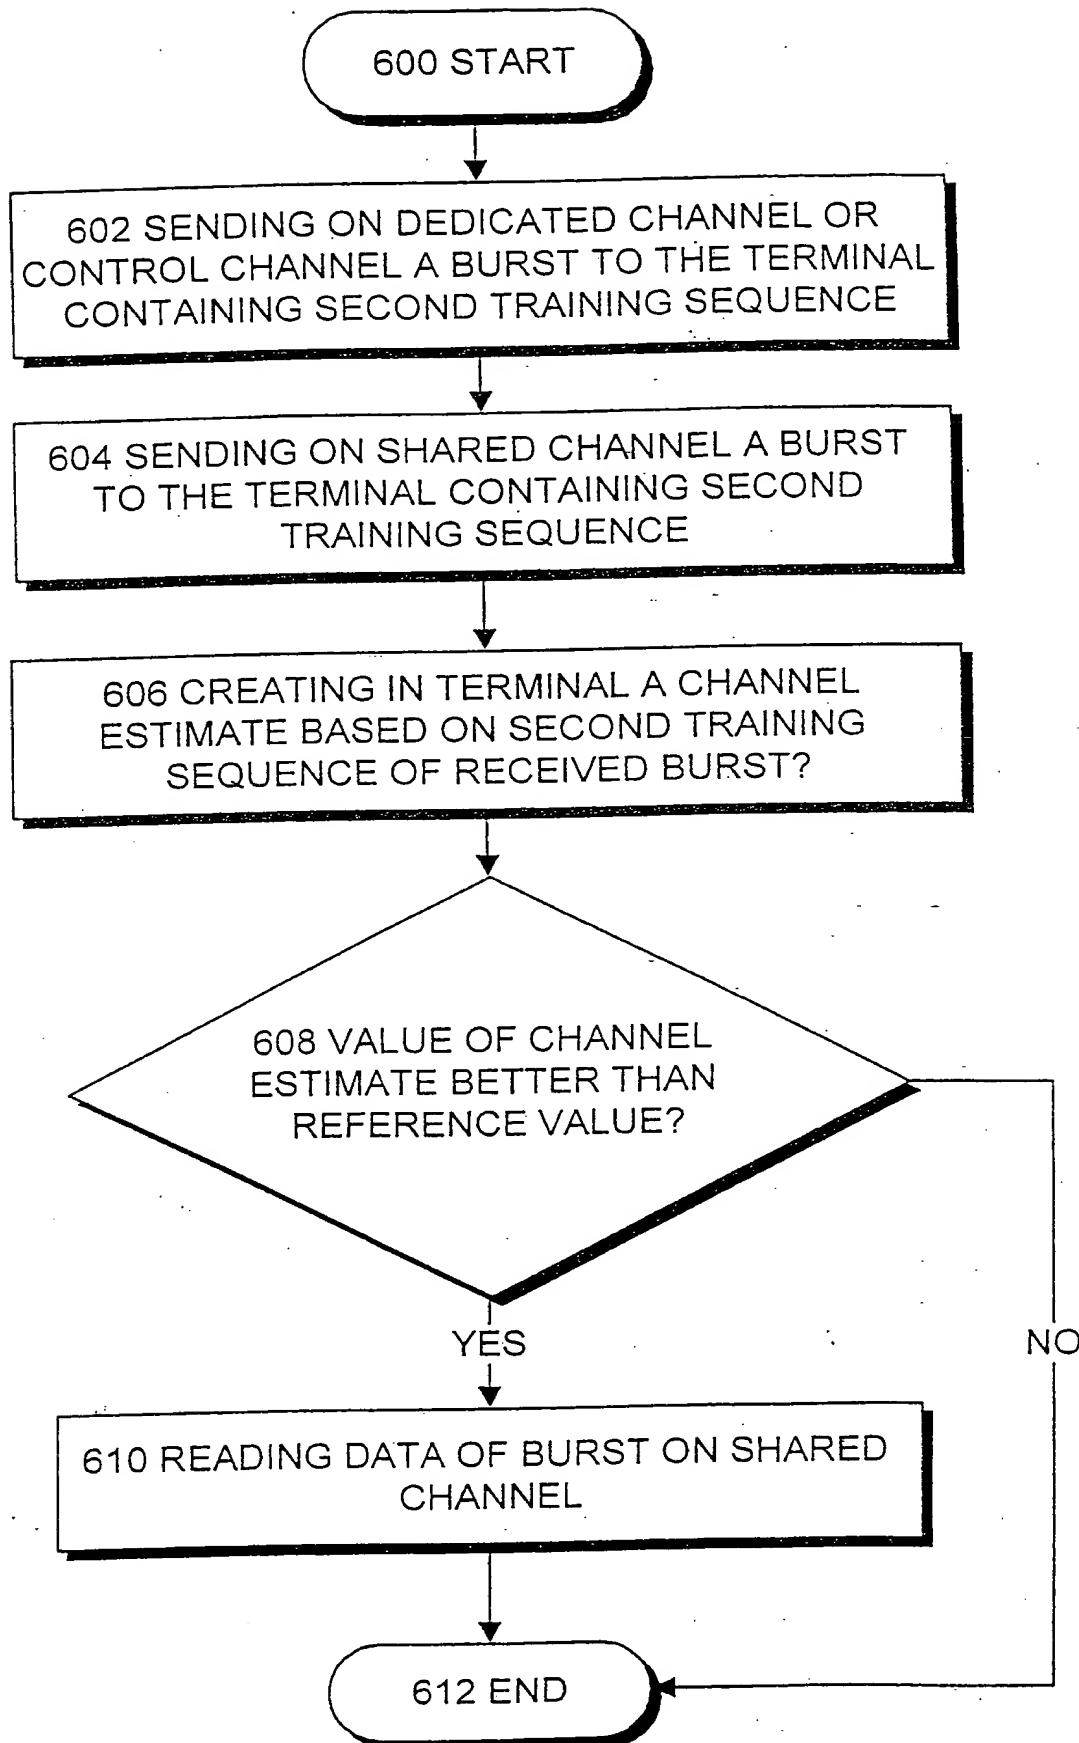 600 START
602 SENDING ON DEDICATED CHANNEL OR
CONTROL CHANNEL A BURST TO THE TERMINAL
CONTAINING SECOND TRAINING SEQUENCE
604 SENDING ON SHARED CHANNEL A BURST
TO THE TERMINAL CONTAINING SECOND
TRAINING SEQUENCE
606 CREATING IN TERMINAL A CHANNEL
ESTIMATE BASED ON SECOND TRAINING
SEQUENCE OF RECEIVED BURST?
608 VALUE OF CHANNEL
ESTIMATE BETTER THAN
REFERENCE VALUE?
YES
NO
610 READING DATA OF BURST ON SHARED
CHANNEL
612 END